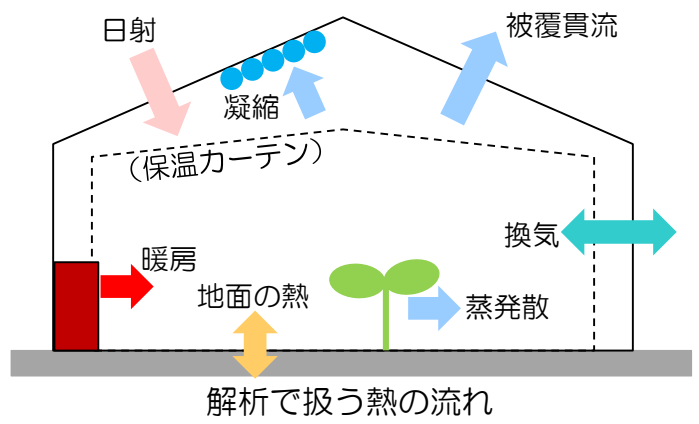 日射
被覆貫流
凝縮
(保温カーテン)
換気
暖房
地面の熱
蒸発散
解析で扱う熱の流れ